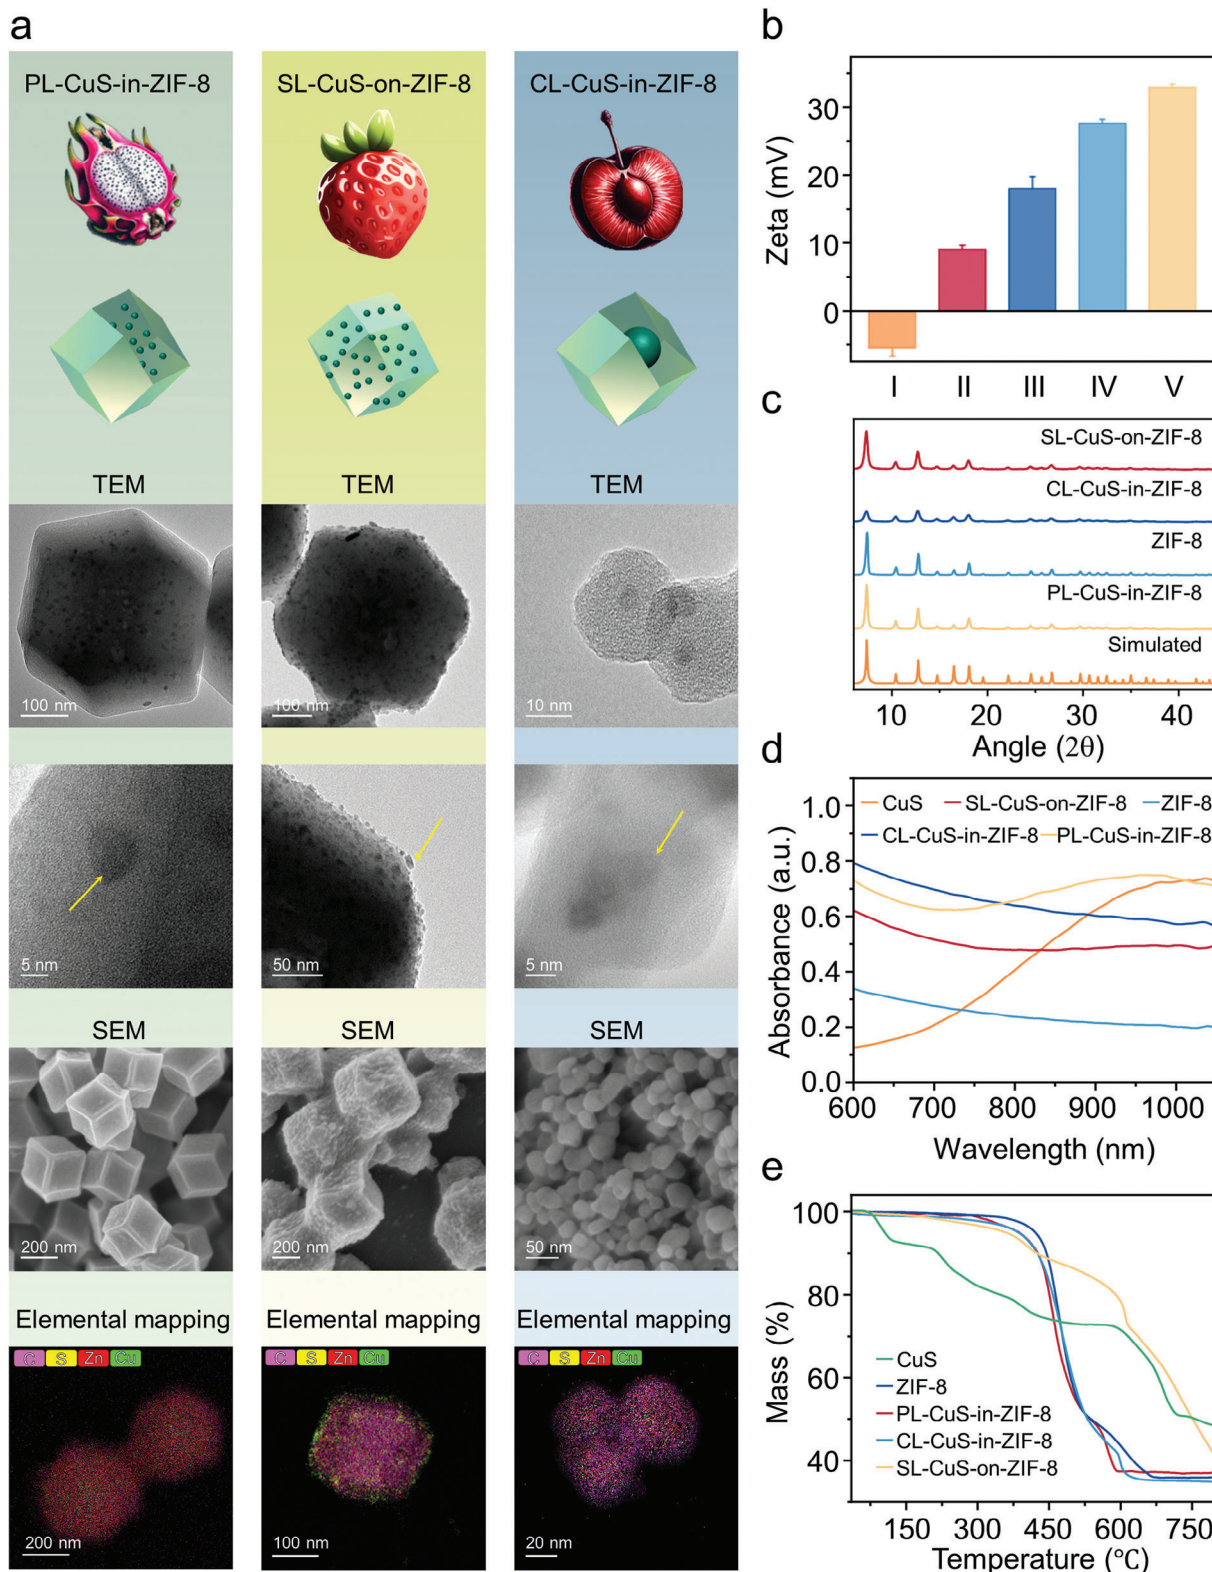 a
PL-CuS-in-ZIF-8
SL-CuS-on-ZIF-8
CL-CuS-in-ZIF-8
TEM
TEM
TEM
100 nm
100 nm
10 nm
5 nm
50 nm
5 nm
SEM
SEM
SEM
200 nm
200 nm
50 nm
Elemental mapping
Elemental mapping
Elemental mapping
C S Zn Cu
C S Zn Cu
C S Zn Cu
200 nm
100 nm
20 nm
b
Zeta (mV)
30
20
10
0
I II III IV V
c
SL-CuS-on-ZIF-8
CL-CuS-in-ZIF-8
ZIF-8
PL-CuS-in-ZIF-8
Simulated
10 20 30 40
Angle (2θ)
d
Absorbance (a.u.)
1.0
0.8
0.6
0.4
0.2
0.0
CuS SL-CuS-on-ZIF-8 ZIF-8
CL-CuS-in-ZIF-8 PL-CuS-in-ZIF-8
600 700 800 900 1000
Wavelength (nm)
e
Mass (%)
100
80
60
40
CuS
ZIF-8
PL-CuS-in-ZIF-8
CL-CuS-in-ZIF-8
SL-CuS-on-ZIF-8
150 300 450 600 750
Temperature (°C)